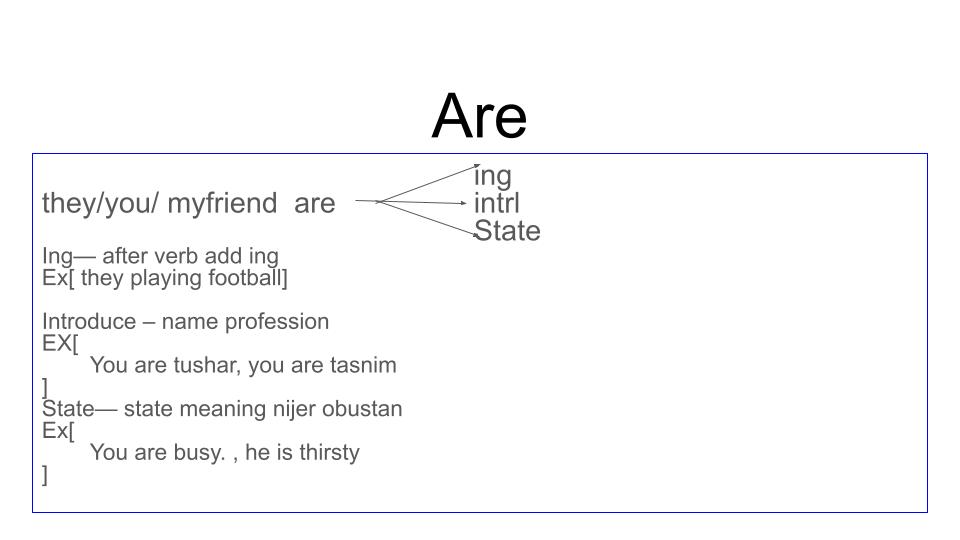 Are
they/you/ myfriend  are
ing
intrl
State
Ing— after verb add ing
Ex[ they playing football]
Introduce – name profession
EX[
You are tushar, you are tasnim
]
State— state meaning nijer obustan
Ex[
You are busy. , he is thirsty
]